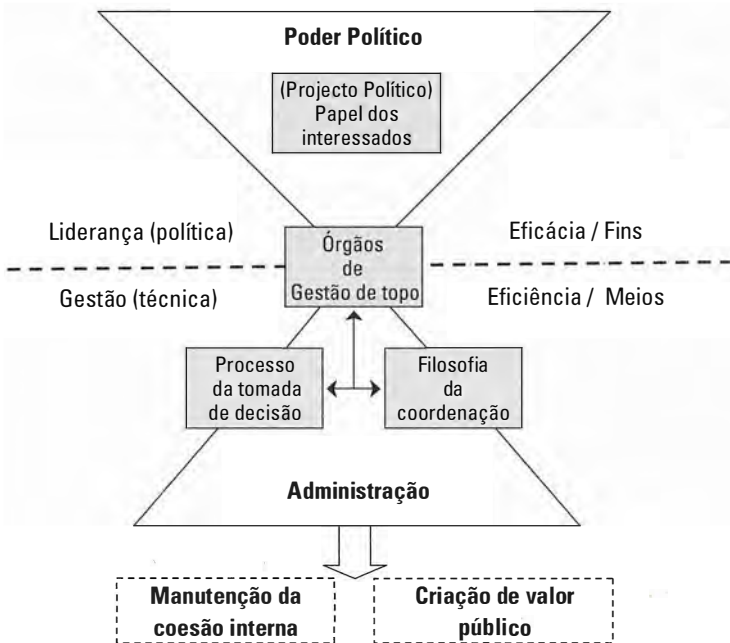 Poder Político
(Projecto Político)
Papel dos
interessados
Liderança (política)
Eficácia / Fins
Órgãos
de
Gestão de topo
Gestão (técnica)
Eficiência / Meios
Processo
da tomada
de decisão
Filosofia
da
coordenação
Administração
Manutenção da
coesão interna
Criação de valor
público